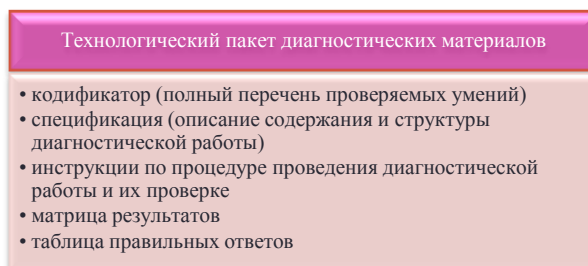 Технологический пакет диагностических материалов
• кодификатор (полный перечень проверяемых умений)
• спецификация (описание содержания и структуры
диагностической работы)
• инструкции по процедуре проведения диагностической
работы и их проверке
• матрица результатов
• таблица правильных ответов